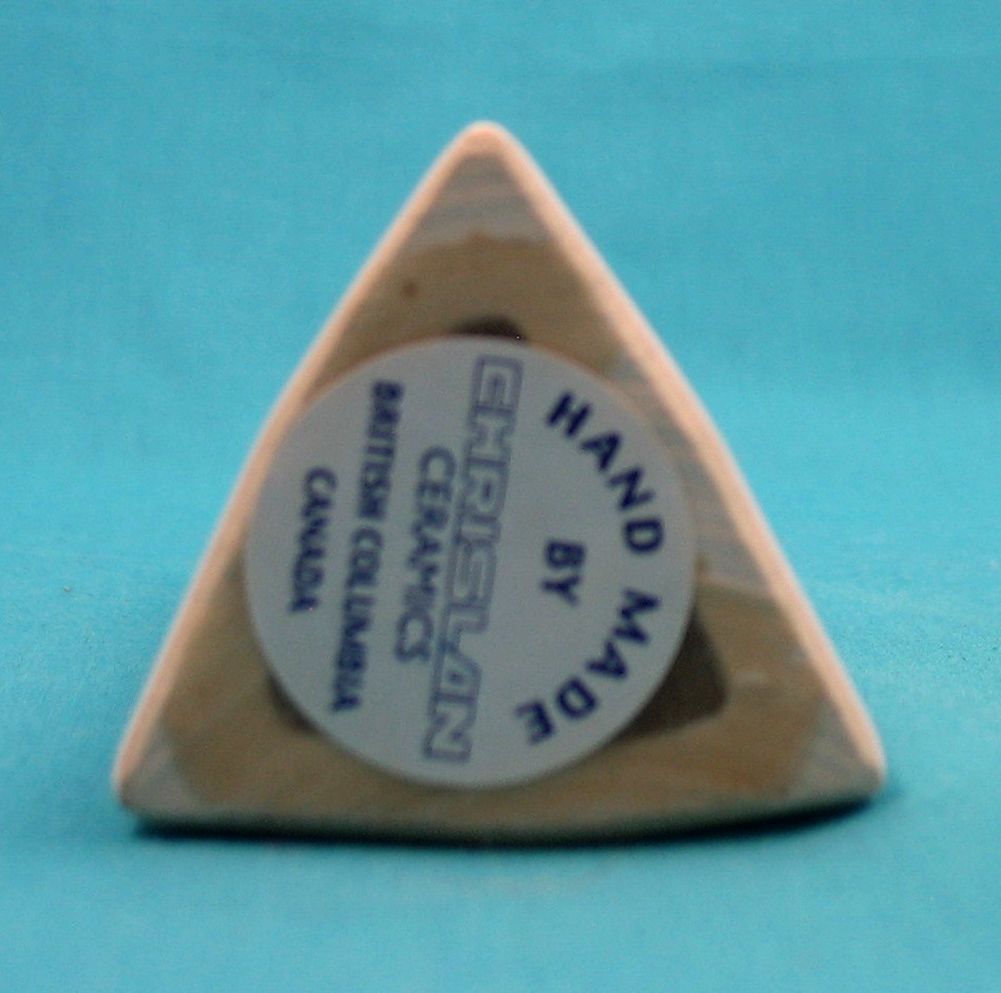 HAND MADE
BY
CHRISLAN
CERAMICS
BRITISH COLUMBIA
CANADA